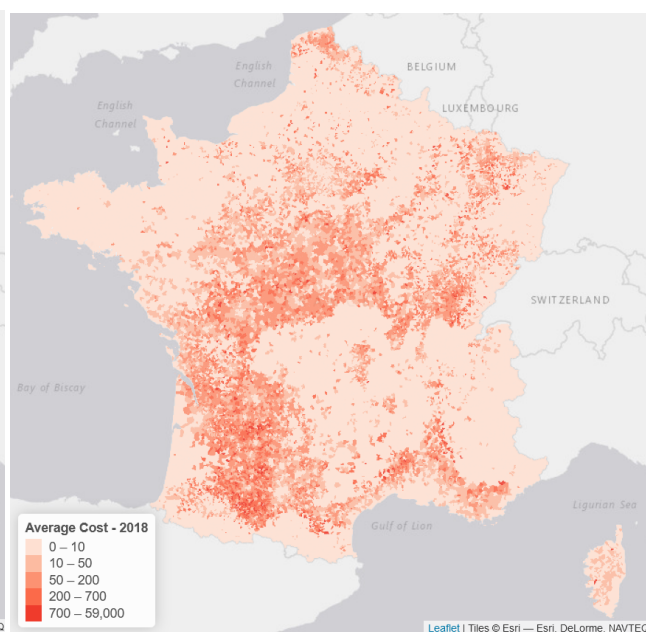 BELGIUM
English
Channel
LUXEMBOURG
English
Channel
SWITZERLAND
Bay of Biscay
Ligurian Sea
Gulf of Lion
Average Cost - 2018
0 – 10
10 – 50
50 – 200
200 – 700
700 – 59,000
Leaflet | Tiles © Esri — Esri, DeLorme, NAVTEQ